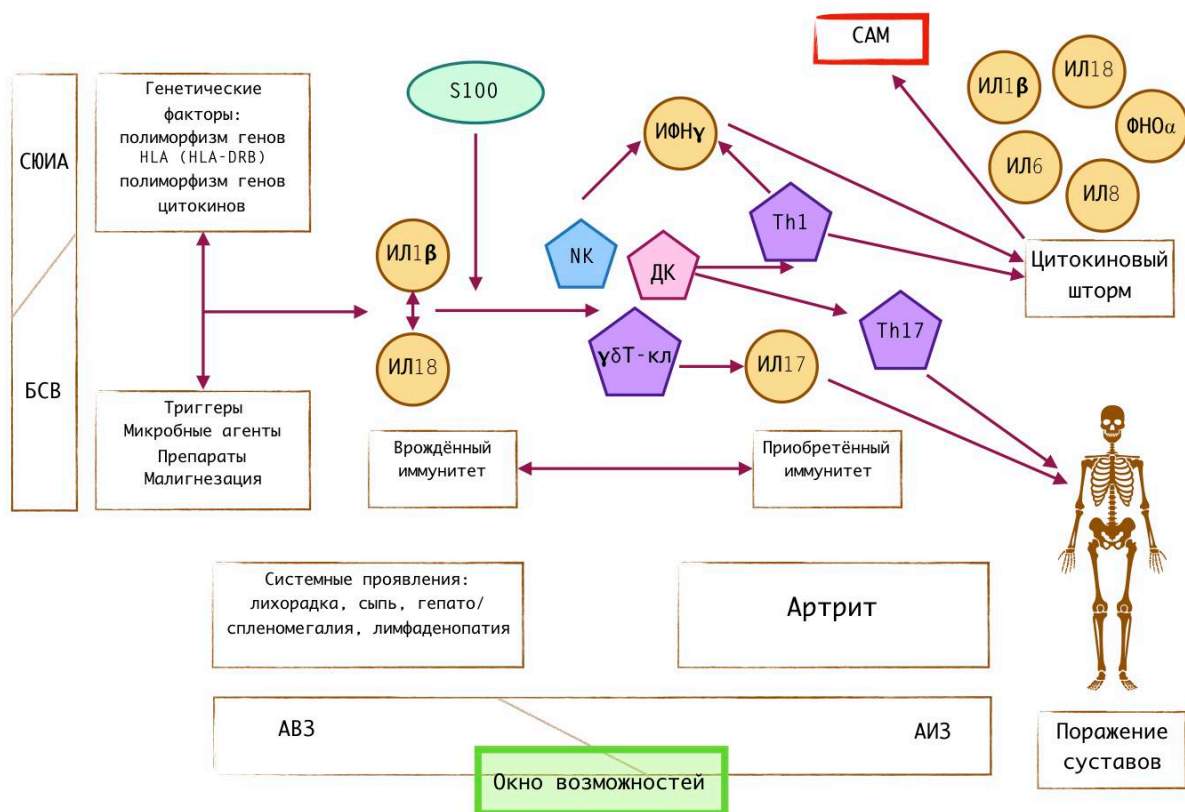 САМ
ИЛ1β
ИЛ18
ФНОα
ИЛ6
ИЛ8
Цитокиновый
шторм
СЮИА
БСВ
Генетические
факторы:
полиморфизм генов
HLA (HLA-DRB)
полиморфизм генов
цитокинов
Триггеры
Микробные агенты
Препараты
Малигнезация
S100
ИЛ1β
ИЛ18
ИФНγ
NK
ДК
Th1
γδT-кл
ИЛ17
Th17
Врождённый
иммунитет
Приобретённый
иммунитет
Системные проявления:
лихорадка, сыпь, гепато/
спленомегалия, лимфаденопатия
Артрит
АВЗ
АИЗ
Окно возможностей
Поражение
суставов